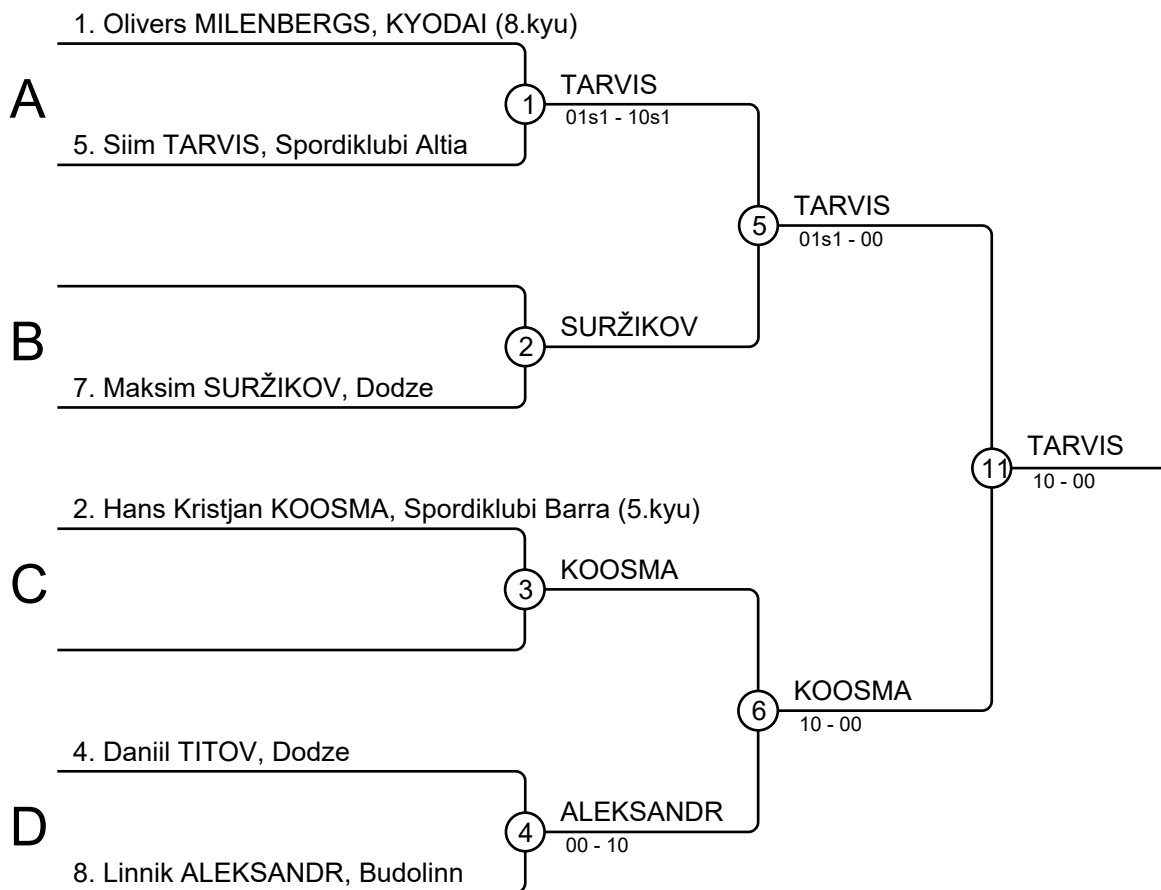 1. Olivers MILENBERGS, KYODAI (8.kyu)
A
1
TARVIS
01s1 - 10s1
5. Siim TARVIS, Spordiklubi Altia
5
TARVIS
01s1 - 00
B
2
SURŽIKOV
7. Maksim SURŽIKOV, Dodze
11
TARVIS
10 - 00
2. Hans Kristjan KOOSMA, Spordiklubi Barra (5.kyu)
C
3
KOOSMA
6
KOOSMA
10 - 00
4. Daniil TITOV, Dodze
D
4
ALEKSANDR
00 - 10
8. Linnik ALEKSANDR, Budolinn